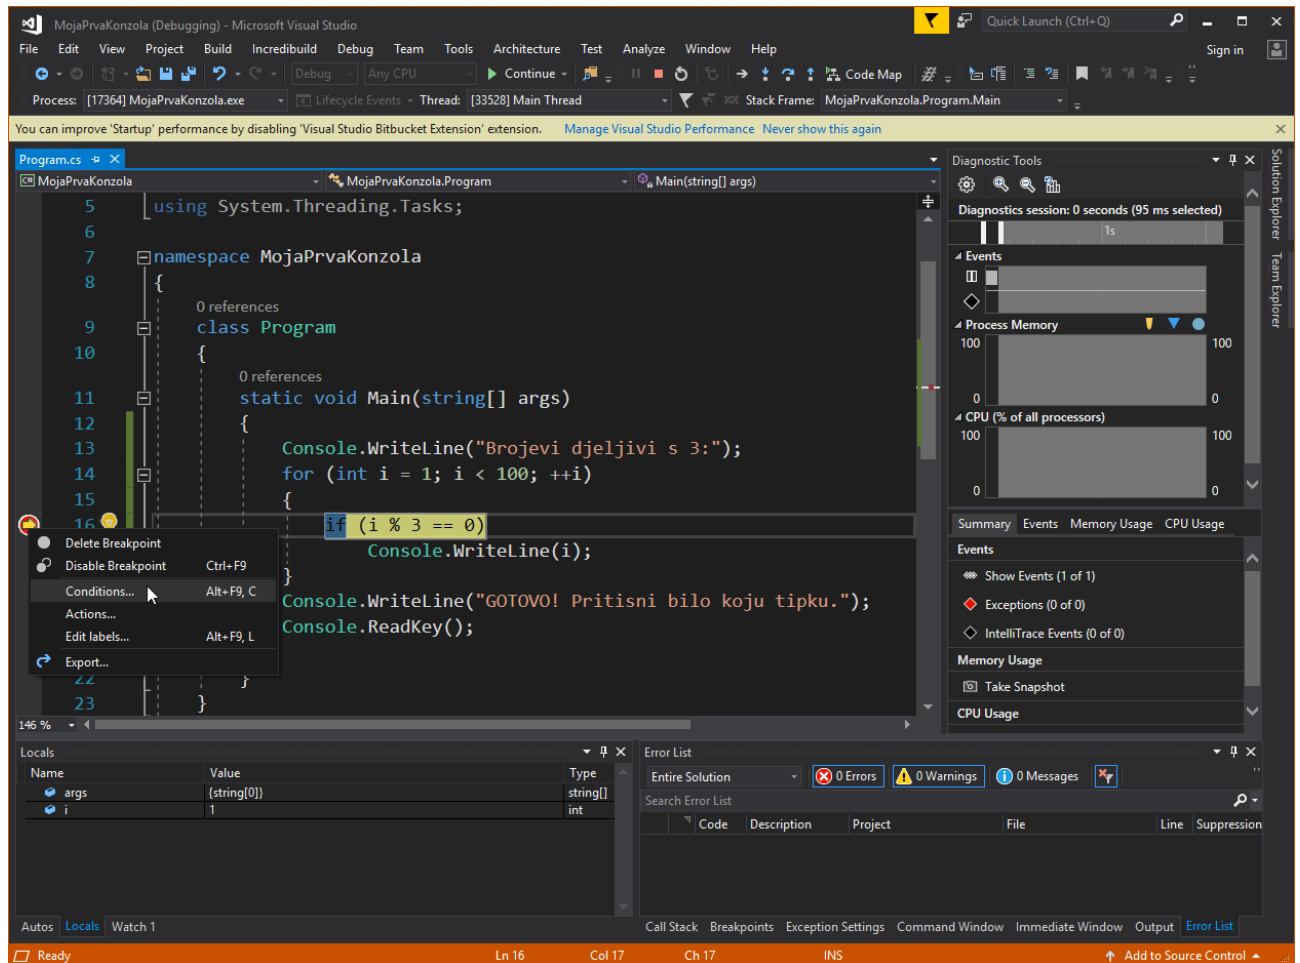 MojaPrvaKonzola (Debugging) - Microsoft Visual Studio
Quick Launch (Ctrl+Q)
File Edit View Project Build Incredibuild Debug Team Tools Architecture Test Analyze Window Help
Sign in
Debug Any CPU Continue Code Map
Process: [17364] MojaPrvaKonzola.exe Lifecycle Events Thread: [33528] Main Thread Stack Frame: MojaPrvaKonzola.Program.Main
You can improve 'Startup' performance by disabling 'Visual Studio Bitbucket Extension' extension. Manage Visual Studio Performance Never show this again
Program.cs
MojaPrvaKonzola MojaPrvaKonzola.Program Main(string[] args)
5 using System.Threading.Tasks;
6
7 namespace MojaPrvaKonzola
8 {
0 references
9 class Program
10 {
0 references
11 static void Main(string[] args)
12 {
13 Console.WriteLine("Brojevi djeljivi s 3:");
14 for (int i = 1; i < 100; ++i)
15 {
16 if (i % 3 == 0)
Console.WriteLine(i);
}
Console.WriteLine("GOTOVO! Pritisni bilo koju tipku.");
Console.ReadKey();
22 }
23 }
Delete Breakpoint
Disable Breakpoint Ctrl+F9
Conditions... Alt+F9, C
Actions...
Edit labels... Alt+F9, L
Export...
146 %
Diagnostic Tools
Diagnostics session: 0 seconds (95 ms selected)
1s
Events
Process Memory
100 100
0 0
CPU (% of all processors)
100 100
0 0
Summary Events Memory Usage CPU Usage
Events
Show Events (1 of 1)
Exceptions (0 of 0)
IntelliTrace Events (0 of 0)
Memory Usage
Take Snapshot
CPU Usage
Solution Explorer
Team Explorer
Locals
Name Value Type
args {string[0]} string[]
i 1 int
Autos Locals Watch 1
Error List
Entire Solution 0 Errors 0 Warnings 0 Messages
Search Error List
Code Description Project File Line Suppression
Call Stack Breakpoints Exception Settings Command Window Immediate Window Output Error List
Ready Ln 16 Col 17 Ch 17 INS Add to Source Control